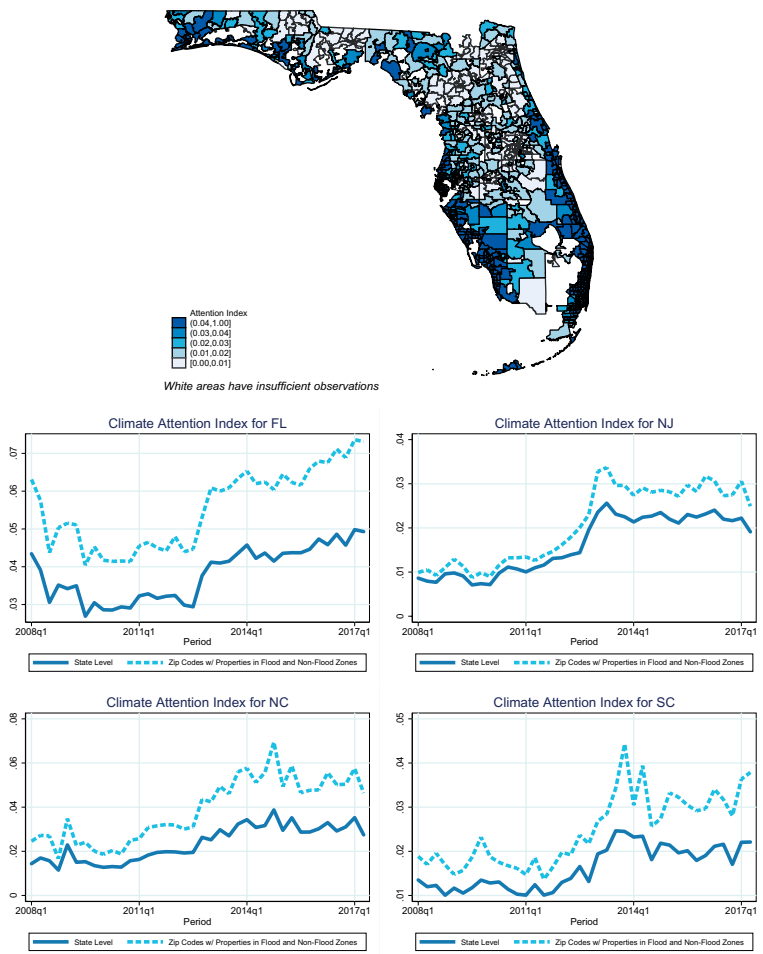 Attention Index
(0.04,1.00]
(0.03,0.04]
(0.02,0.03]
(0.01,0.02]
[0.00,0.01]
White areas have insufficient observations
Climate Attention Index for FL
.07
.06
.05
.04
.03
2008q1 2011q1 2014q1 2017q1
Period
State Level Zip Codes w/ Properties in Flood and Non-Flood Zones
Climate Attention Index for NJ
.04
.03
.02
.01
0
2008q1 2011q1 2014q1 2017q1
Period
State Level Zip Codes w/ Properties in Flood and Non-Flood Zones
Climate Attention Index for NC
.08
.06
.04
.02
0
2008q1 2011q1 2014q1 2017q1
Period
State Level Zip Codes w/ Properties in Flood and Non-Flood Zones
Climate Attention Index for SC
.05
.04
.03
.02
.01
2008q1 2011q1 2014q1 2017q1
Period
State Level Zip Codes w/ Properties in Flood and Non-Flood Zones